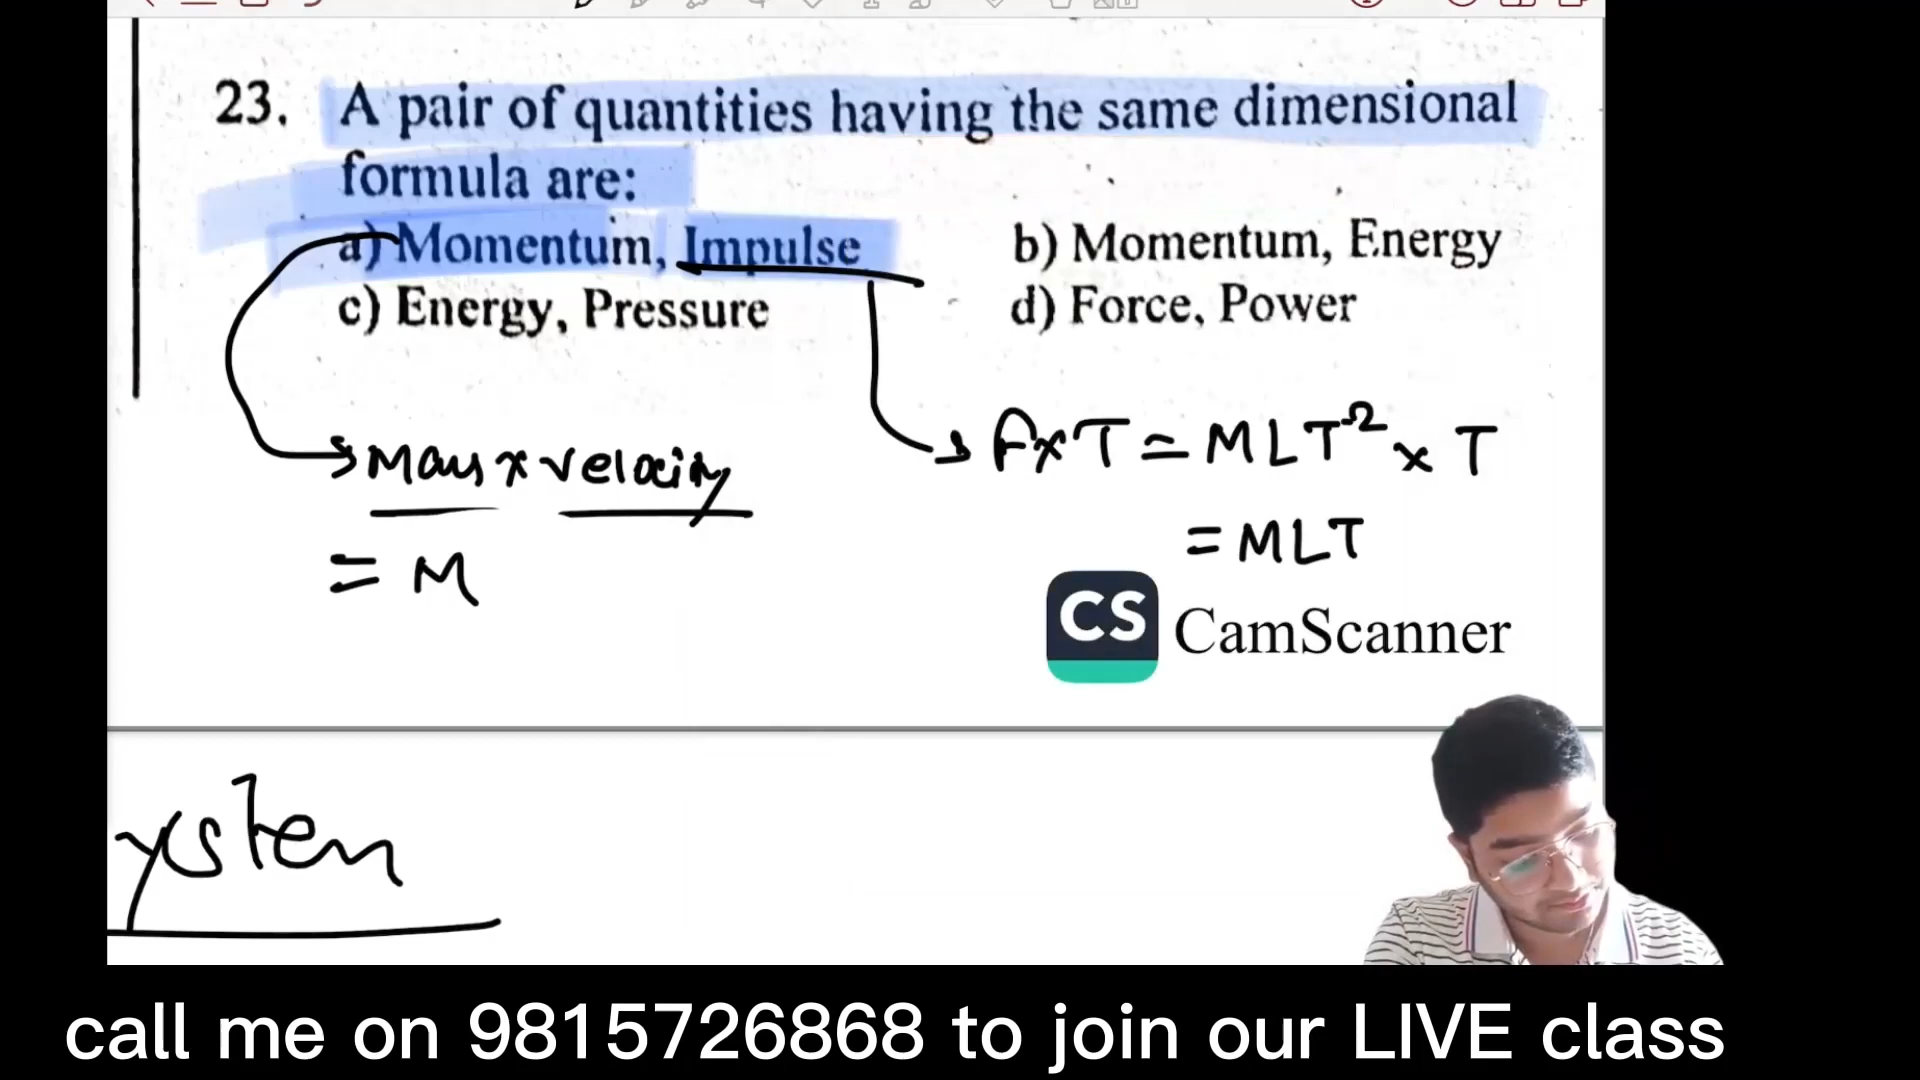 23. A pair of quantities having the same dimensional
formula are:
a) Momentum, Impulse b) Momentum, Energy
c) Energy, Pressure d) Force, Power
Mass x velocity
= M
F x T = MLT⁻² x T
= MLT
CS CamScanner
ysten
call me on 9815726868 to join our LIVE class